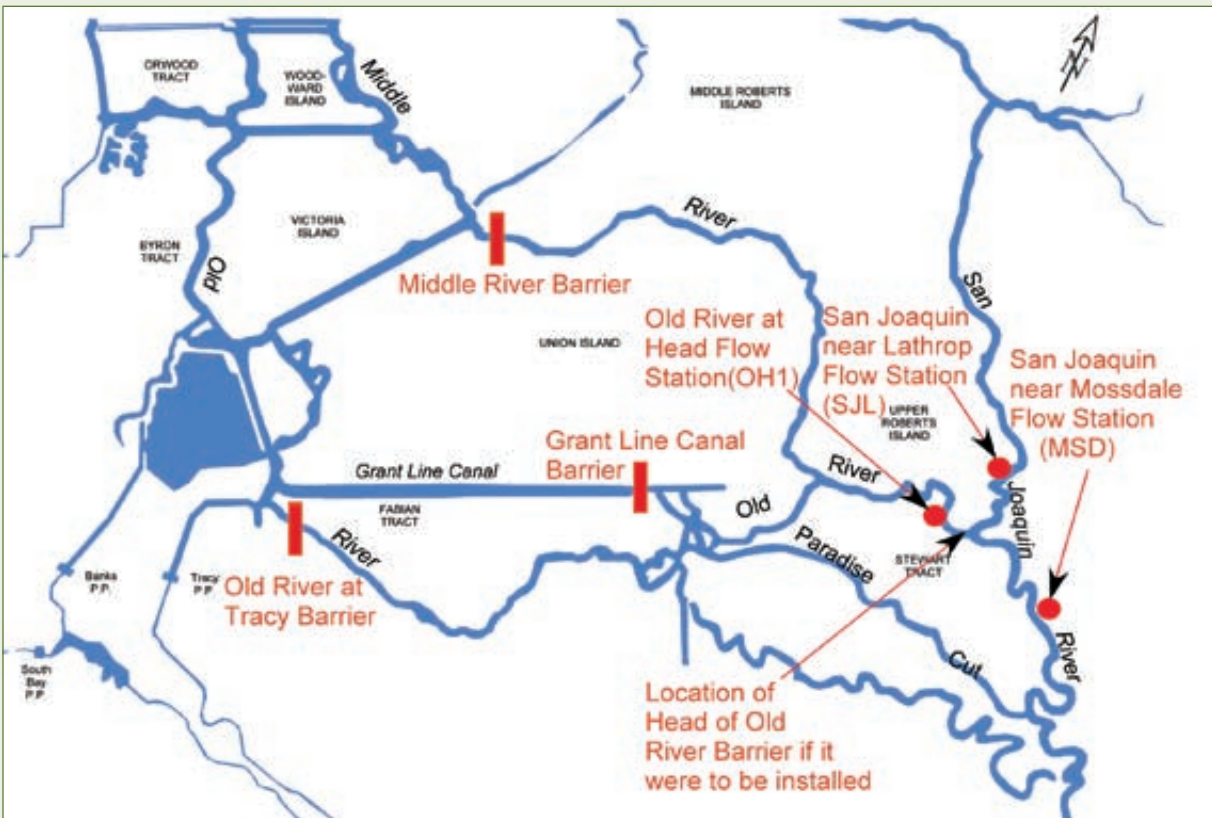 ORWOOD
TRACT
WOOD-
WARD
ISLAND
Middle
MIDDLE ROBERTS
ISLAND
N
VICTORIA
ISLAND
BYRON
TRACT
Old
River
Middle River Barrier
San
Old River at
Head Flow
Station(OH1)
San Joaquin
near Lathrop
Flow Station
(SJL)
San Joaquin
near Mossdale
Flow Station
(MSD)
UNION ISLAND
UPPER
ROBERTS
ISLAND
Grant Line Canal
Barrier
Grant Line Canal
River
Joaquin
FABIAN
TRACT
Old
Paradise
STEWART
TRACT
River
Banks
P.P.
Tracy
P.P
Old River at
Tracy Barrier
Cut
River
South
Bay
P.P
Location of
Head of Old
River Barrier if it
were to be installed